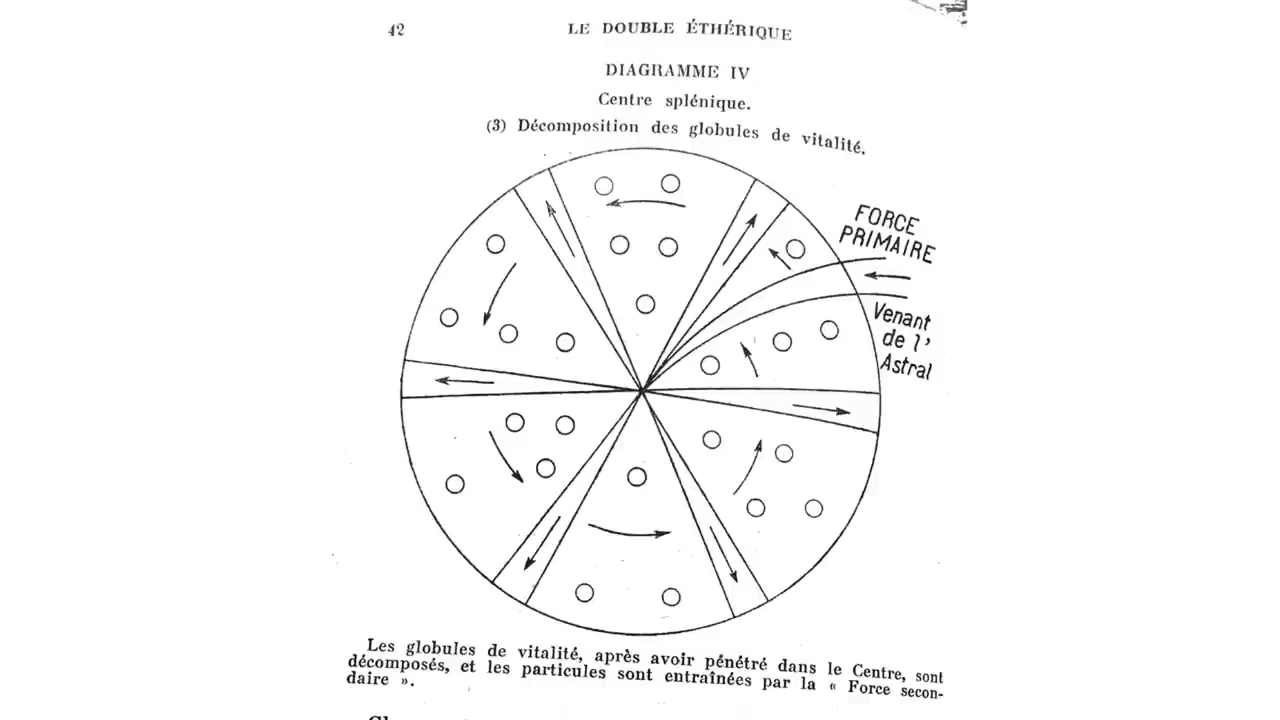 42
LE DOUBLE ÉTHÉRIQUE
DIAGRAMME IV
Centre splénique.
(3) Décomposition des globules de vitalité.
FORCE
PRIMAIRE
Venant
de l'
Astral
Les globules de vitalité, après avoir pénétré dans le Centre, sont
décomposés, et les particules sont entraînées par la « Force secon-
daire ».